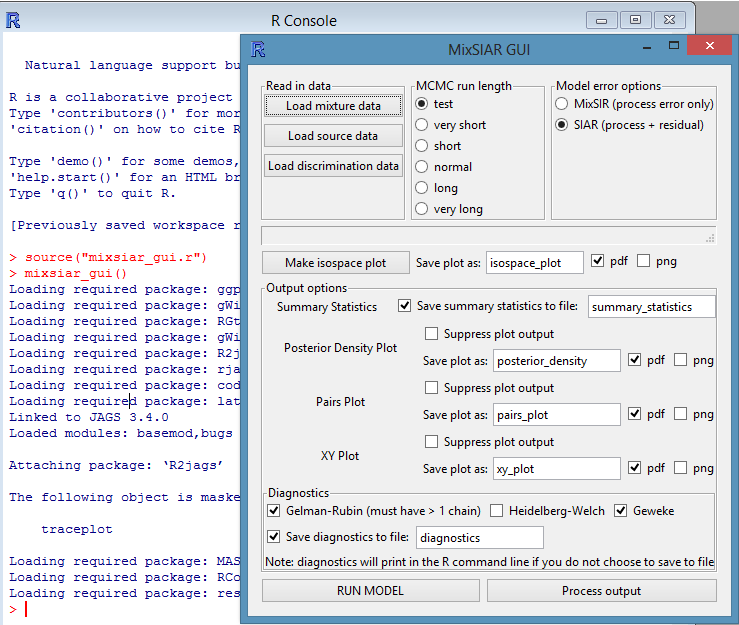 R Console
Natural language support bu
R is a collaborative project
Type 'contributors()' for mor
'citation()' on how to cite R
Type 'demo()' for some demos,
'help.start()' for an HTML br
Type 'q()' to quit R.
[Previously saved workspace r
> source("mixsiar_gui.r")
> mixsiar_gui()
Loading required package: ggp
Loading required package: gWi
Loading required package: RGt
Loading required package: gWi
Loading required package: R2j
Loading required package: rja
Loading required package: cod
Loading required package: lat
Linked to JAGS 3.4.0
Loaded modules: basemod,bugs
Attaching package: ‘R2jags’
The following object is maske
traceplot
Loading required package: MAS
Loading required package: RCo
Loading required package: res
>
MixSIAR GUI
Read in data
Load mixture data
Load source data
Load discrimination data
MCMC run length
test
very short
short
normal
long
very long
Model error options
MixSIR (process error only)
SIAR (process + residual)
Make isospace plot Save plot as: isospace_plot pdf png
Output options
Summary Statistics Save summary statistics to file: summary_statistics
Posterior Density Plot
Suppress plot output
Save plot as: posterior_density pdf png
Pairs Plot
Suppress plot output
Save plot as: pairs_plot pdf png
XY Plot
Suppress plot output
Save plot as: xy_plot pdf png
Diagnostics
Gelman-Rubin (must have > 1 chain) Heidelberg-Welch Geweke
Save diagnostics to file: diagnostics
Note: diagnostics will print in the R command line if you do not choose to save to file
RUN MODEL Process output